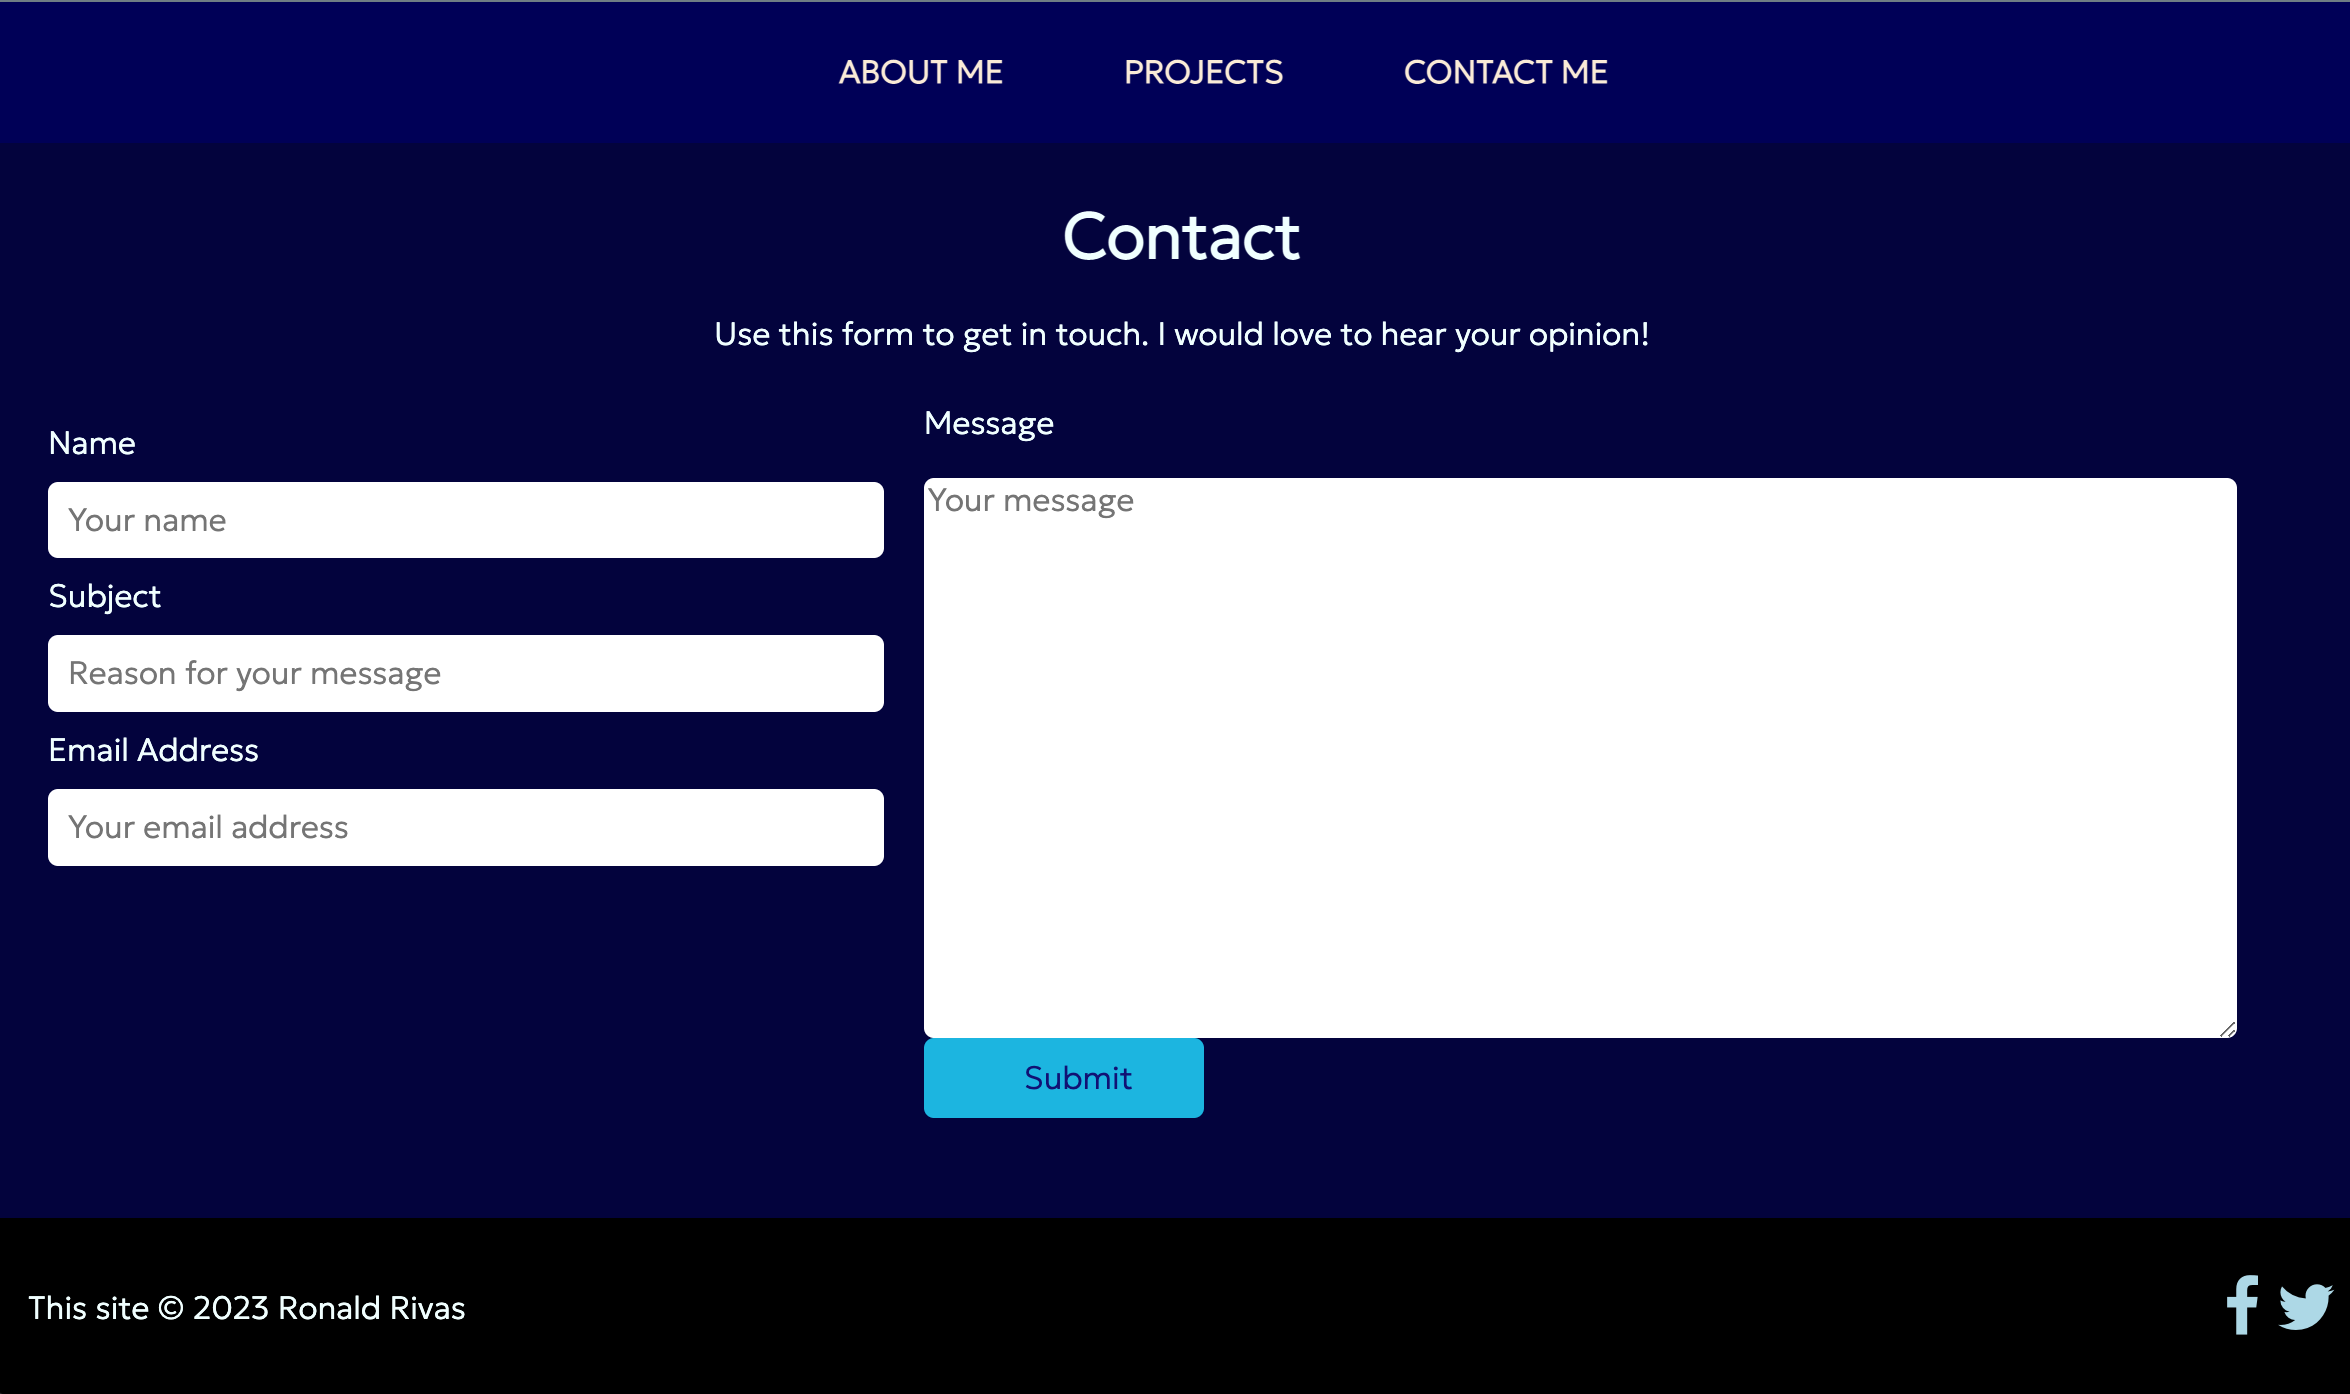 ABOUT ME PROJECTS CONTACT ME
Contact
Use this form to get in touch. I would love to hear your opinion!
Name
Your name
Subject
Reason for your message
Email Address
Your email address
Message
Your message
Submit
This site © 2023 Ronald Rivas